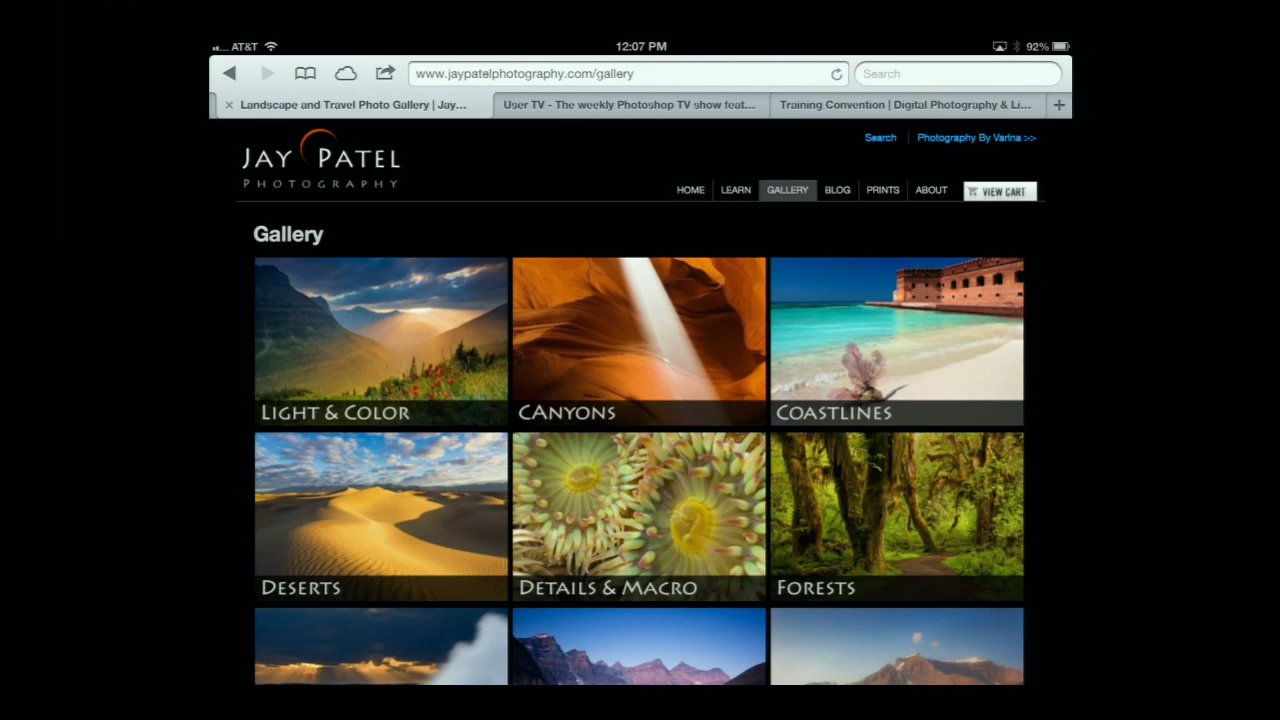 AT&T 12:07 PM 92%
www.jaypatelphotography.com/gallery Search
Landscape and Travel Photo Gallery | Jay... User TV - The weekly Photoshop TV show feat... Training Convention | Digital Photography & Li...
Search Photography By Varina >>
JAY PATEL
PHOTOGRAPHY
HOME LEARN GALLERY BLOG PRINTS ABOUT VIEW CART
Gallery
LIGHT & COLOR CANYONS COASTLINES
DESERTS DETAILS & MACRO FORESTS